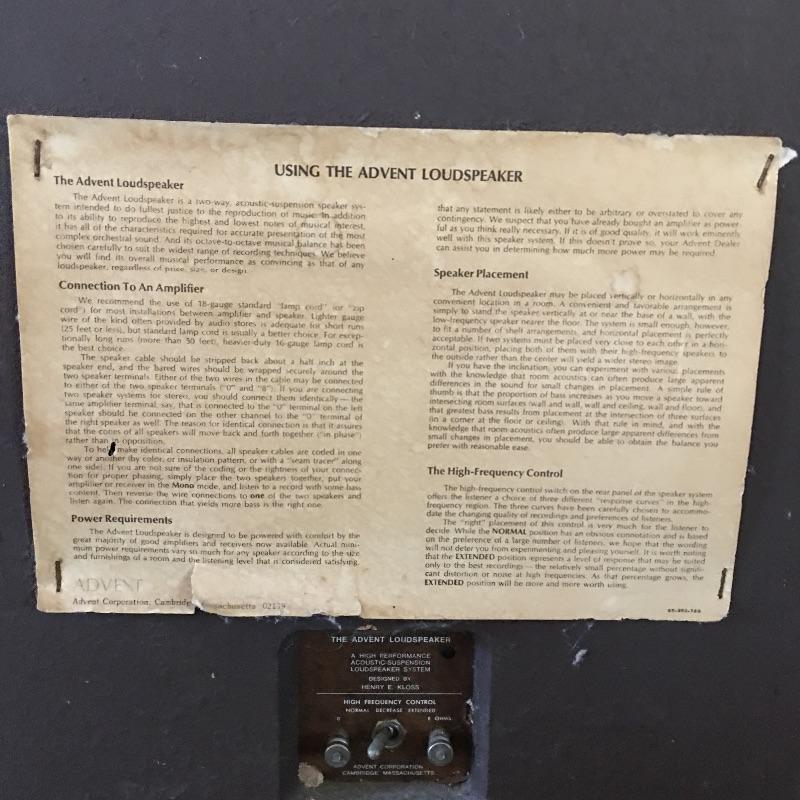 USING THE ADVENT LOUDSPEAKER
The Advent Loudspeaker
The Advent Loudspeaker is a two-way, acoustic-suspension speaker sys-
tem intended to do fullest justice to the reproduction of music. In addition
to its ability to reproduce the highest and lowest notes of musical interest,
it has all of the characteristics required for accurate presentation of the most
complex orchestral sound. And its octave-to-octave musical balance has been
chosen carefully to suit the widest range of recording techniques. We believe
you will find its overall musical performance as convincing as that of any
loudspeaker, regardless of price, size, or design.
Connection To An Amplifier
We recommend the use of 18-gauge standard "lamp cord" (or "zip
cord") for most installations between amplifier and speaker. Lighter gauge
wire of the kind often provided by audio stores is adequate for short runs
(25 feet or less), but standard lamp cord is usually a better choice. For excep-
tionally long runs (more than 50 feet), heavier-duty 16-gauge lamp cord is
the best choice.
The speaker cable should be stripped back about a half inch at the
speaker end, and the bared wires should be wrapped securely around the
two speaker terminals. Either of the two wires in the cable may be connected
to either of the two speaker terminals ("0" and "8"). If you are connecting
two speaker systems for stereo, you should connect them identically — the
same amplifier terminal, say, that is connected to the "0" terminal on the left
speaker should be connected on the other channel to the "0" terminal of
the right speaker as well. The reason for identical connection is that it assures
that the cones of all speakers will move back and forth together ("in phase")
rather than in opposition.
To help make identical connections, all speaker cables are coded in one
way or another (by color, or insulation pattern, or with a "seam tracer" along
one side). If you are not sure of the coding or the rightness of your connec-
tion for proper phasing, simply place the two speakers together, put your
amplifier or receiver in the Mono mode, and listen to a record with some bass
content. Then reverse the wire connections to one of the two speakers and
listen again. The connection that yields more bass is the right one.
Power Requirements
The Advent Loudspeaker is designed to be powered with comfort by the
great majority of good amplifiers and receivers now available. Actual mini-
mum power requirements vary so much for any speaker according to the size
and furnishings of a room and the listening level that is considered satisfying,
ADVENT
Advent Corporation, Cambridg ssachusetts 02139
that any statement is likely either to be arbitrary or overstated to cover any
contingency. We suspect that you have already bought an amplifier as power-
ful as you think really necessary. If it is of good quality, it will work eminently
well with this speaker system. If this doesn't prove so, your Advent Dealer
can assist you in determining how much more power may be required.
Speaker Placement
The Advent Loudspeaker may be placed vertically or horizontally in any
convenient location in a room. A convenient and favorable arrangement is
simply to stand the speaker vertically at or near the base of a wall, with the
low-frequency speaker nearer the floor. The system is small enough, however,
to fit a number of shelf arrangements, and horizontal placement is perfectly
acceptable. If two systems must be placed very close to each other in a hori-
zontal position, placing both of them with their high-frequency speakers to
the outside rather than the center will yield a wider stereo image.
If you have the inclination, you can experiment with various placements
with the knowledge that room acoustics can often produce large apparent
differences in the sound for small changes in placement. A simple rule of
thumb is that the proportion of bass increases as you move a speaker toward
intersecting room surfaces (wall and wall, wall and ceiling, wall and floor), and
that greatest bass results from placement at the intersection of three surfaces
(in a corner at the floor or ceiling). With that rule in mind, and with the
knowledge that room acoustics often produce large apparent differences from
small changes in placement, you should be able to obtain the balance you
prefer with reasonable ease.
The High-Frequency Control
The high-frequency control switch on the rear panel of the speaker system
offers the listener a choice of three different "response curves" in the high-
frequency region. The three curves have been carefully chosen to accommo-
date the changing quality of recordings and preferences of listeners.
The "right" placement of this control is very much for the listener to
decide. While the NORMAL position has an obvious connotation and is based
on the preference of a large number of listeners, we hope that the wording
will not deter you from experimenting and pleasing yourself. It is worth noting
that the EXTENDED position represents a level of response that may be suited
only to the best recordings — the relatively small percentage without signifi-
cant distortion or noise at high frequencies. As that percentage grows, the
EXTENDED position will be more and more worth using.
THE ADVENT LOUDSPEAKER
A HIGH PERFORMANCE
ACOUSTIC-SUSPENSION
LOUDSPEAKER SYSTEM
DESIGNED BY
HENRY E. KLOSS
HIGH FREQUENCY CONTROL
NORMAL DECREASE EXTENDED
0 8 OHMS
ADVENT CORPORATION
CAMBRIDGE MASSACHUSETTS